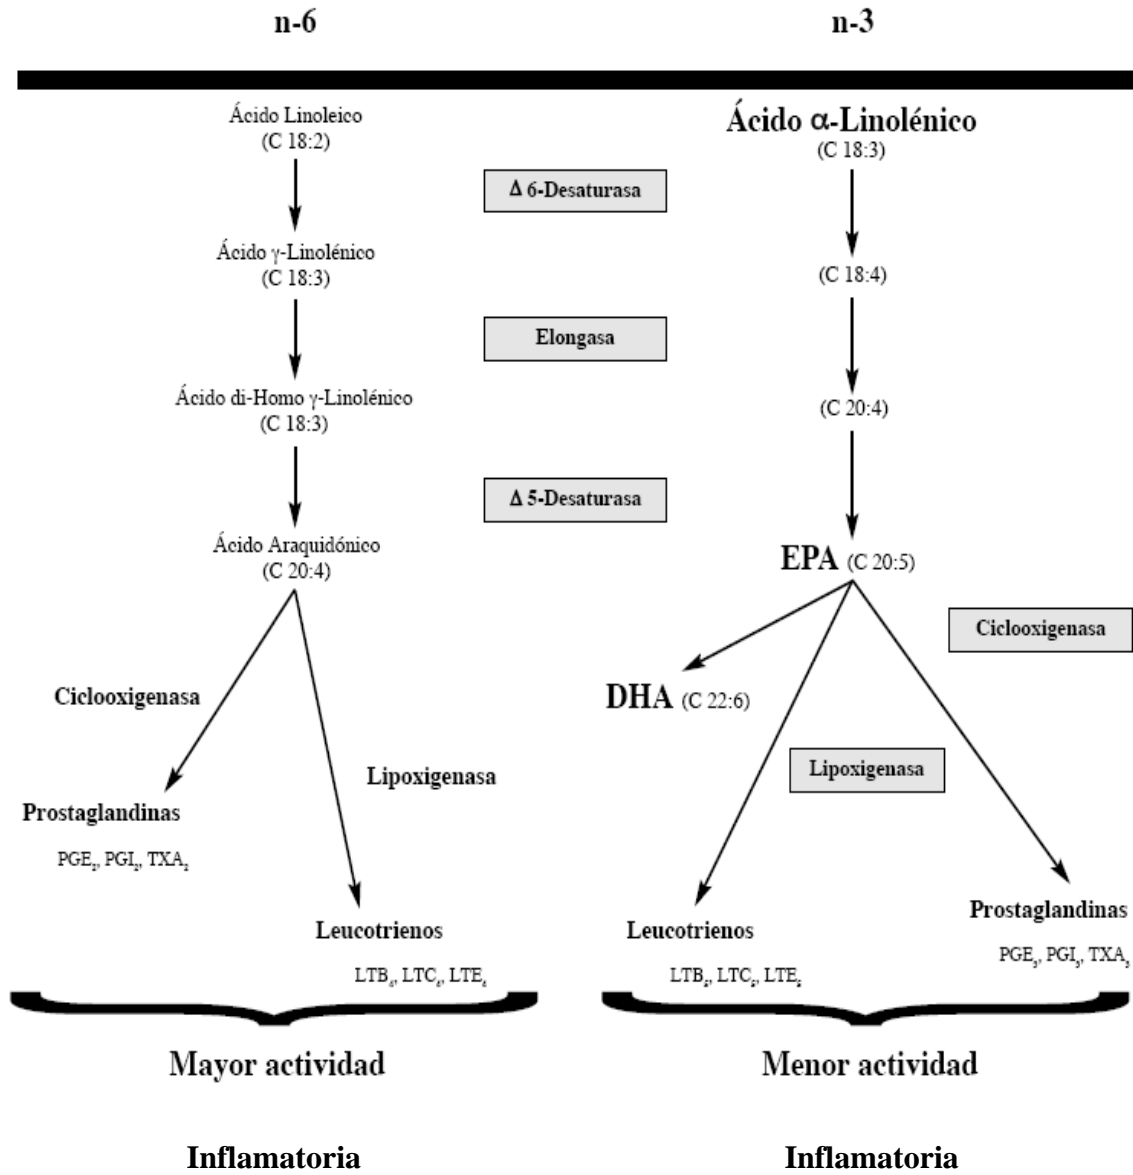 n-6
n-3
Ácido Linoleico
(C 18:2)
Ácido α-Linolénico
(C 18:3)
Δ 6-Desaturasa
Ácido γ-Linolénico
(C 18:3)
(C 18:4)
Elongasa
Ácido di-Homo γ-Linolénico
(C 18:3)
(C 20:4)
Δ 5-Desaturasa
Ácido Araquidónico
(C 20:4)
EPA (C 20:5)
Ciclooxigenasa
DHA (C 22:6)
Ciclooxigenasa
Lipoxigenasa
Lipoxigenasa
Prostaglandinas
PGE₂, PGI₂, TXA₂
Leucotrienos
LTB₄, LTC₄, LTE₄
Leucotrienos
LTB₅, LTC₅, LTE₅
Prostaglandinas
PGE₃, PGI₃, TXA₃
Mayor actividad
Menor actividad
Inflamatoria
Inflamatoria